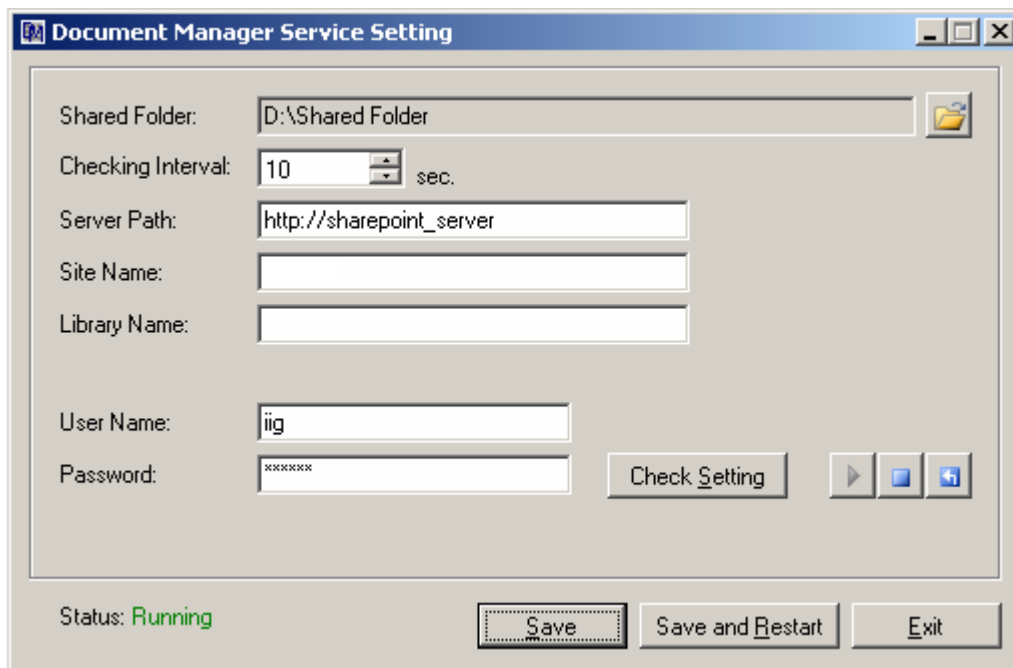 Document Manager Service Setting
Shared Folder: D:\Shared Folder
Checking Interval: 10 sec.
Server Path: http://sharepoint_server
Site Name:
Library Name:
User Name: iig
Password: ******
Check Setting
Status: Running
Save
Save and Restart
Exit